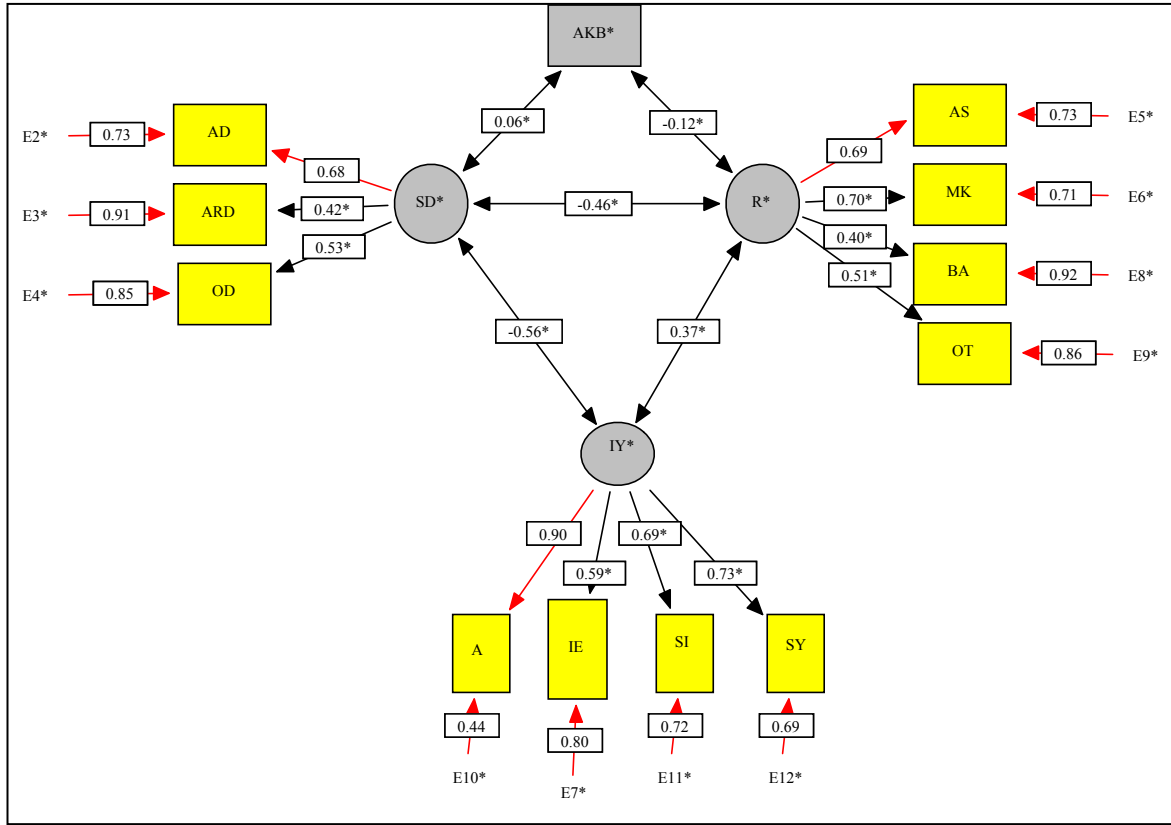 AKB*
0.06*
-0.12*
E2*
0.73
AD
0.68
E3*
0.91
ARD
0.42*
E4*
0.85
OD
0.53*
SD*
-0.46*
R*
0.69
AS
0.73
E5*
0.70*
MK
0.71
E6*
0.40*
BA
0.92
E8*
0.51*
OT
0.86
E9*
-0.56*
0.37*
IY*
0.90
0.59*
0.69*
0.73*
A
IE
SI
SY
0.44
0.80
0.72
0.69
E10*
E7*
E11*
E12*